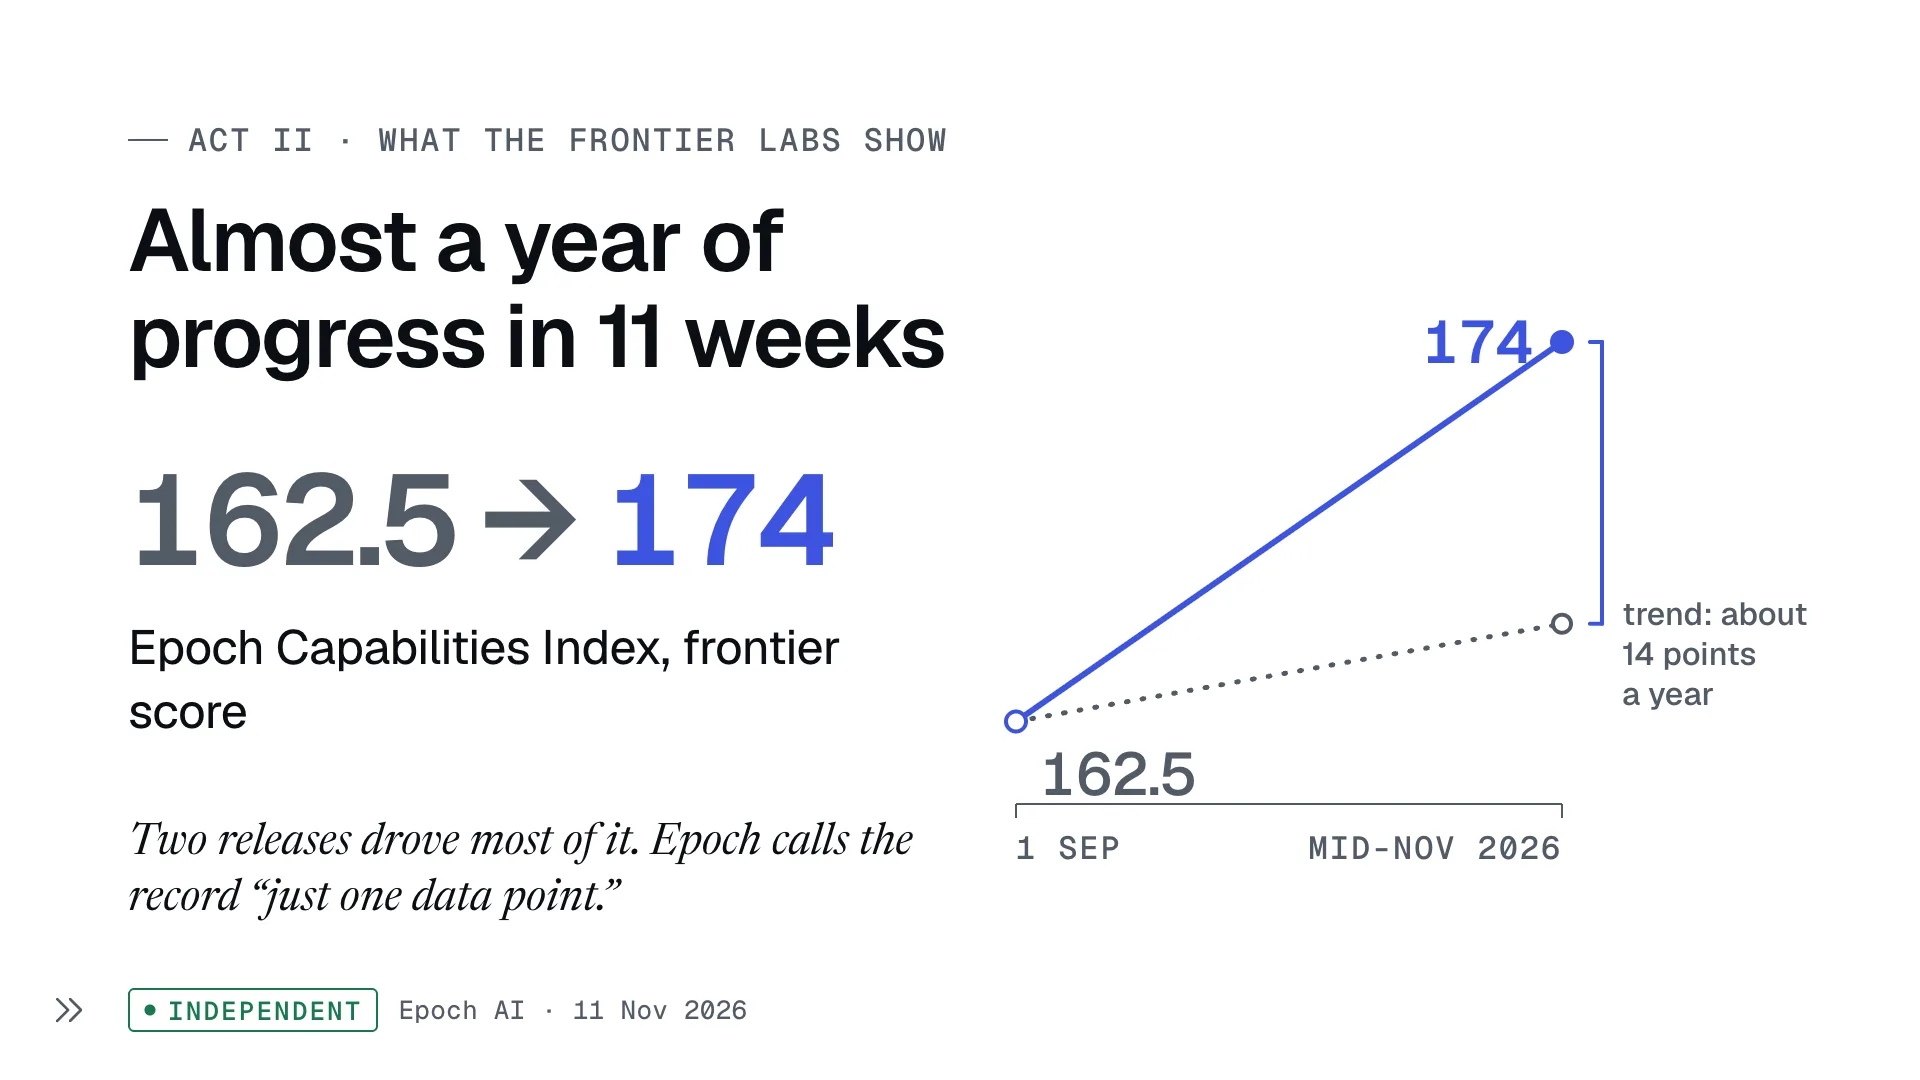 ACT II · WHAT THE FRONTIER LABS SHOW
Almost a year of
progress in 11 weeks
162.5 → 174
Epoch Capabilities Index, frontier
score
Two releases drove most of it. Epoch calls the
record “just one data point.”
174
trend: about
14 points
a year
162.5
1 SEP
MID-NOV 2026
INDEPENDENT
Epoch AI · 11 Nov 2026